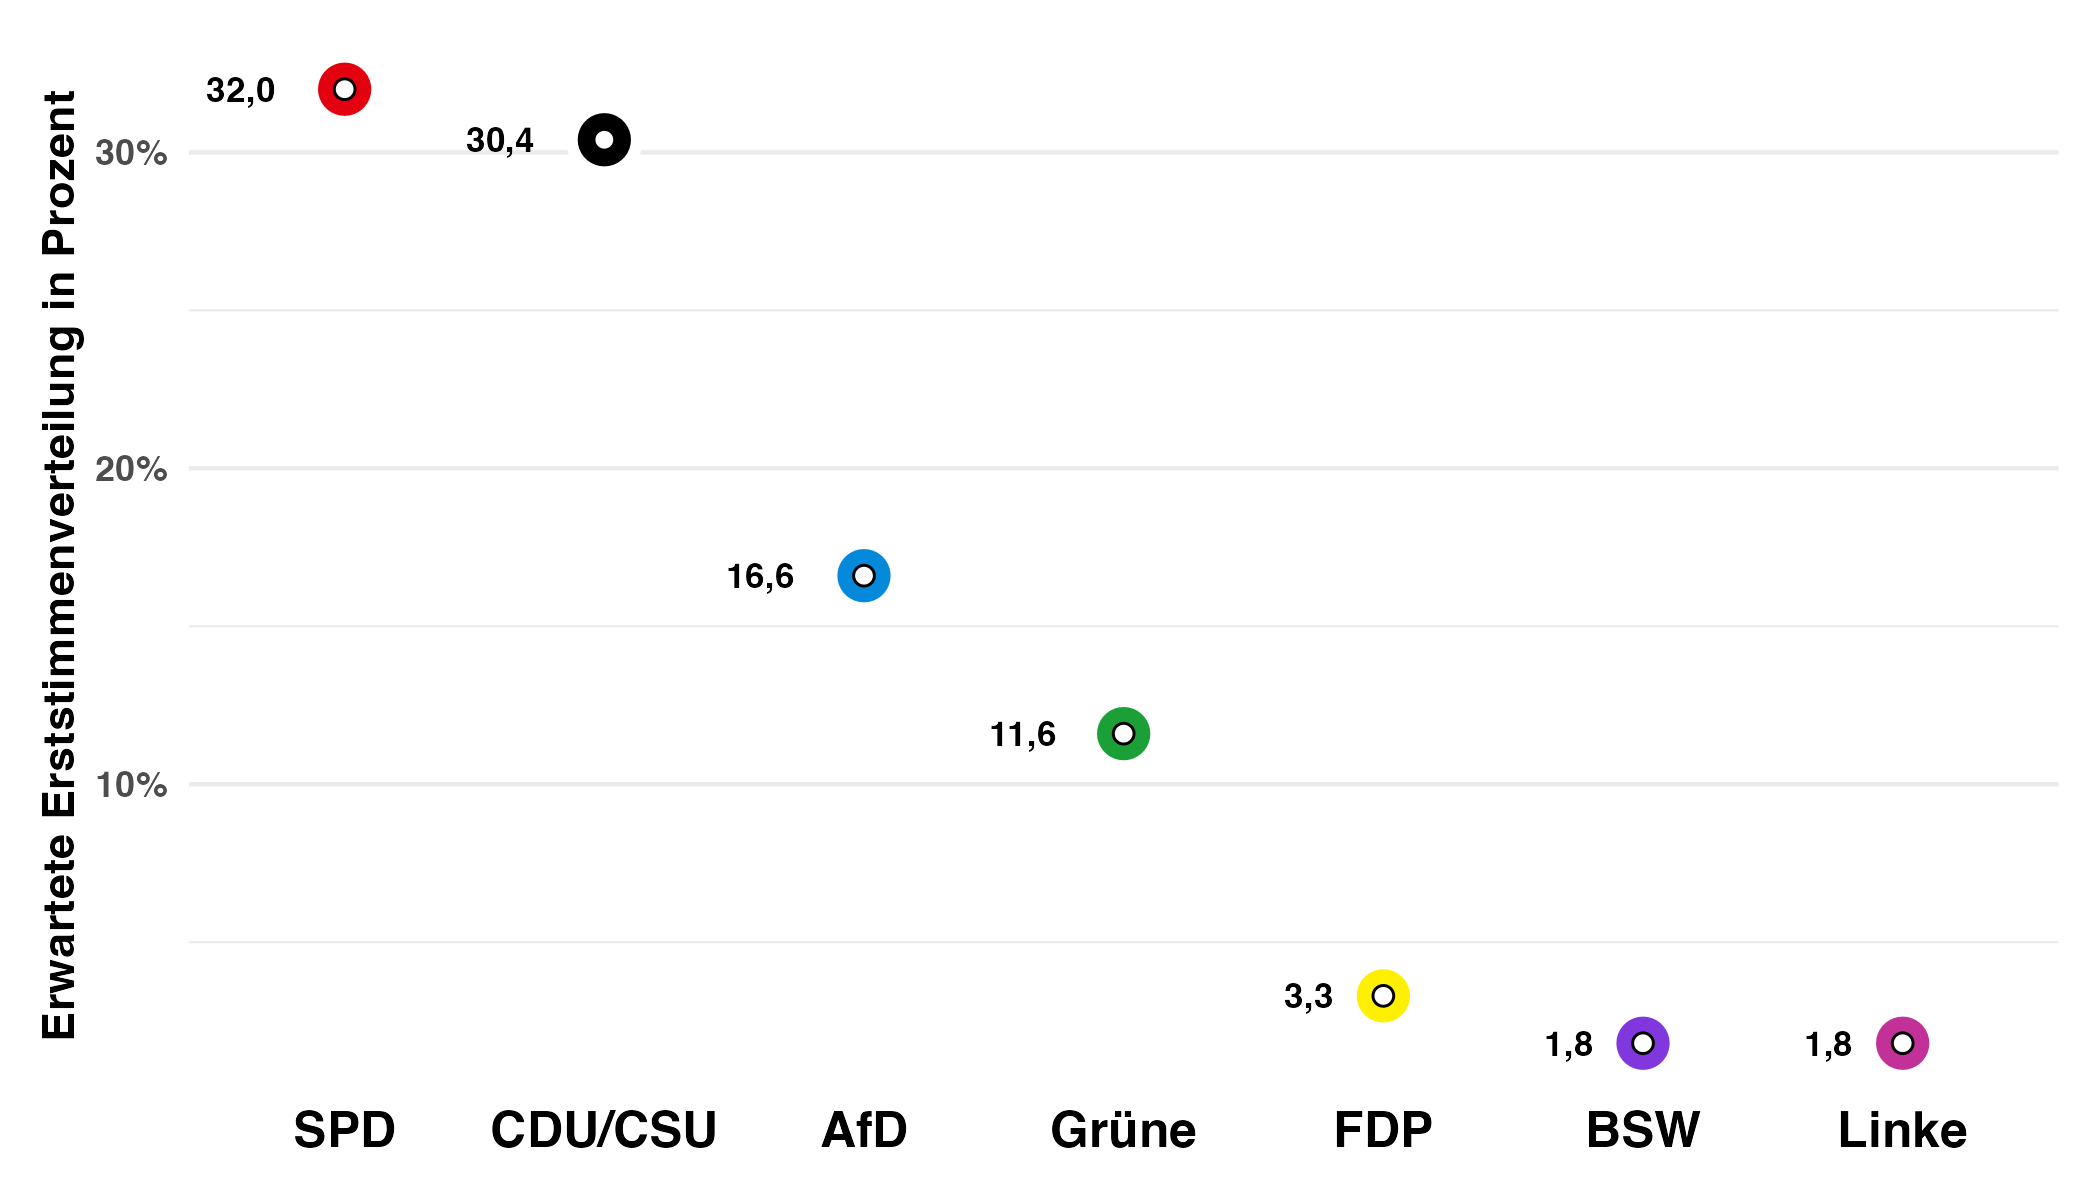 Erwartete Erststimmenverteilung in Prozent
30%
20%
10%
32,0
30,4
16,6
11,6
3,3
1,8
1,8
SPD
CDU/CSU
AfD
Grüne
FDP
BSW
Linke